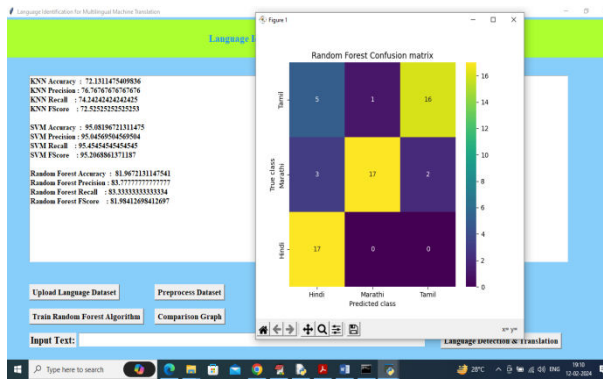 Language Identification for Multilingual Machine Translation
Figure 1
Language I
KNN Accuracy : 72.1311475409836
KNN Precision : 76.76767676767676
KNN Recall : 74.24242424242425
KNN FScore : 72.52525252525253
SVM Accuracy : 95.08196721311475
SVM Precision : 95.04569504569504
SVM Recall : 95.45454545454545
SVM FScore : 95.2068861371187
Random Forest Accuracy : 81.9672131147541
Random Forest Precision : 83.77777777777777
Random Forest Recall : 83.33333333333334
Random Forest FScore : 81.98412698412697
Random Forest Confusion matrix
Tamil
5 1 16
True class
Marathi
3 17 2
Hindi
17 0 0
Hindi Marathi Tamil
Predicted class
16
14
12
10
8
6
4
2
0
x= y=
Upload Language Dataset
Preprocess Dataset
Train Random Forest Algorithm
Comparison Graph
Input Text:
Language Detection & Translation
Type here to search
28°C
ENG
19:10
12-02-2024